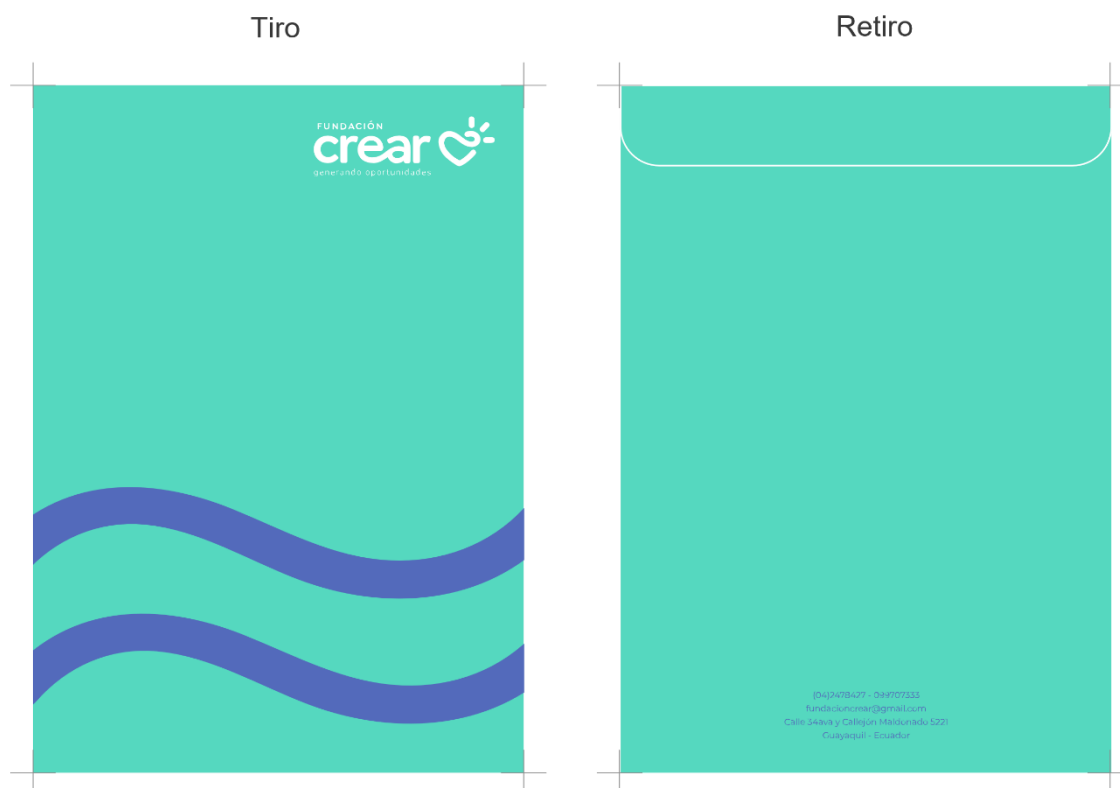 Tiro
Retiro
FUNDACIÓN
crear
generando oportunidades
(04)2478427 - 099707333
fundacioncrear@gmail.com
Calle 34ava y Callejón Maldonado 5221
Guayaquil - Ecuador